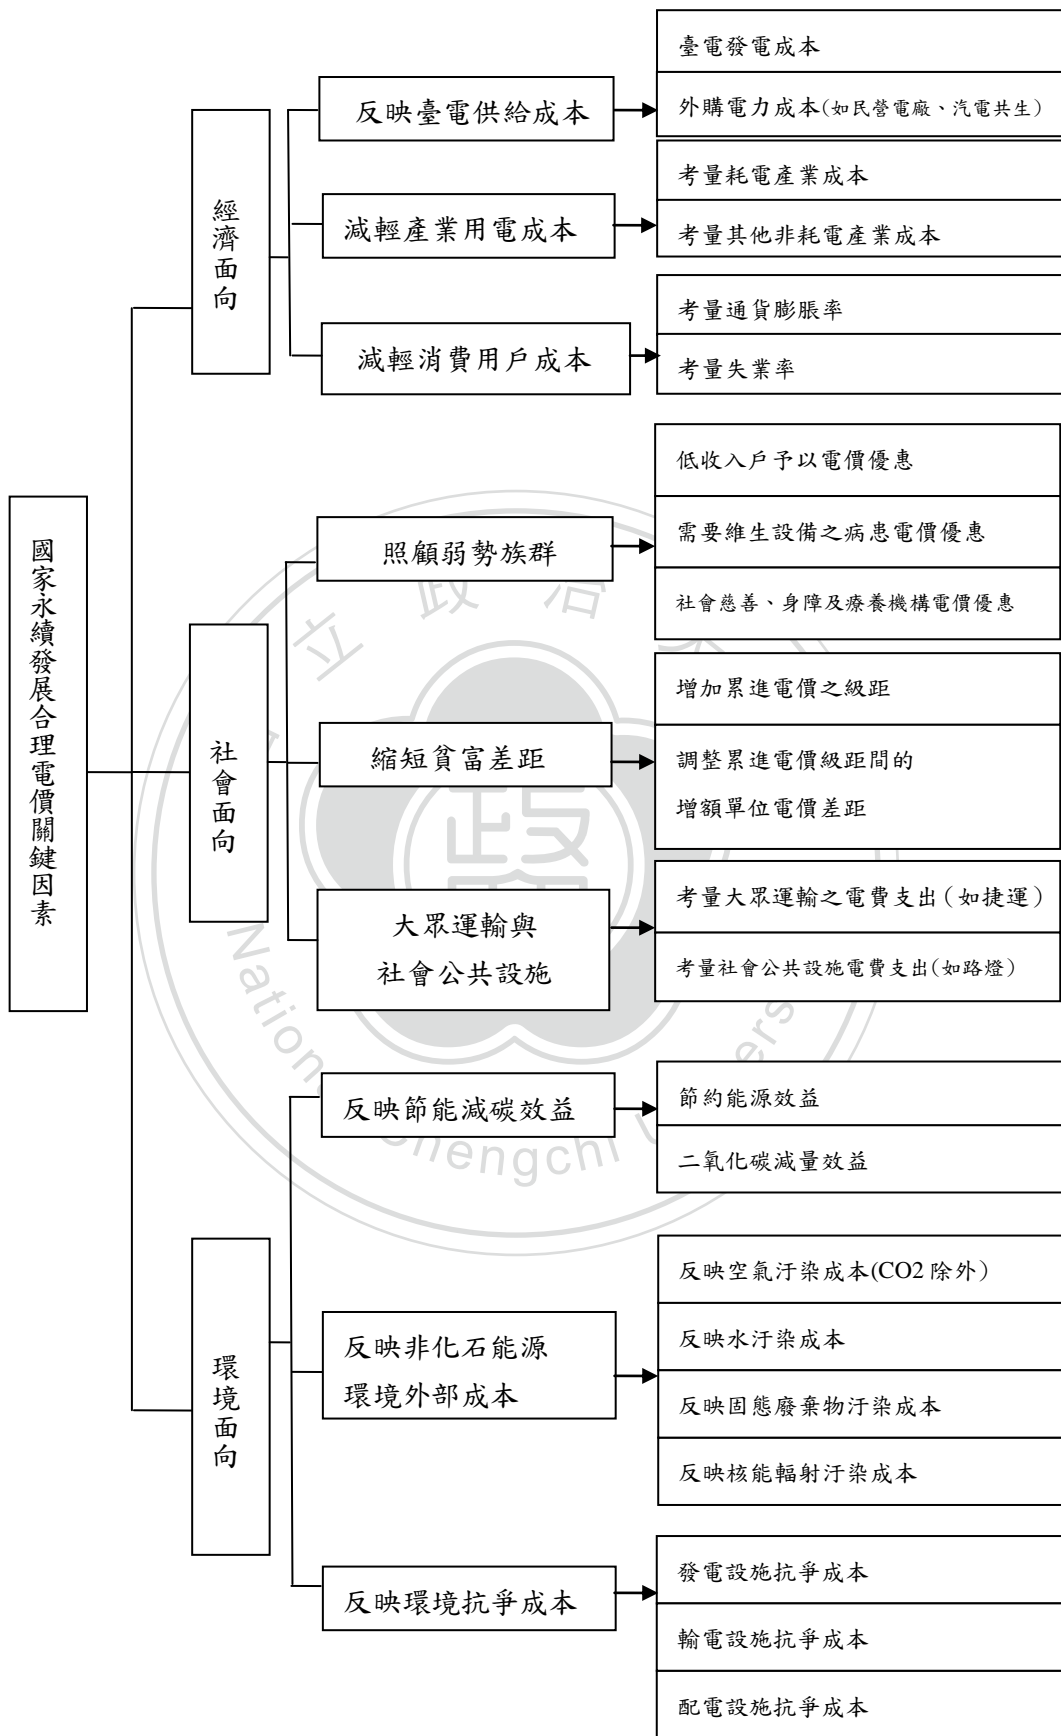 國家永續發展合理電價關鍵因素
經濟面向
反映臺電供給成本
臺電發電成本
外購電力成本(如民營電廠、汽電共生)
減輕產業用電成本
考量耗電產業成本
考量其他非耗電產業成本
減輕消費用戶成本
考量通貨膨脹率
考量失業率
社會面向
照顧弱勢族群
低收入戶予以電價優惠
需要維生設備之病患電價優惠
社會慈善、身障及療養機構電價優惠
縮短貧富差距
增加累進電價之級距
調整累進電價級距間的
增額單位電價差距
大眾運輸與
社會公共設施
考量大眾運輸之電費支出(如捷運)
考量社會公共設施電費支出(如路燈)
環境面向
反映節能減碳效益
節約能源效益
二氧化碳減量效益
反映非化石能源
環境外部成本
反映空氣汙染成本(CO2 除外)
反映水汙染成本
反映固態廢棄物汙染成本
反映核能輻射汙染成本
反映環境抗爭成本
發電設施抗爭成本
輸電設施抗爭成本
配電設施抗爭成本
立 政 治
政
Nation
Chengchi U
ers